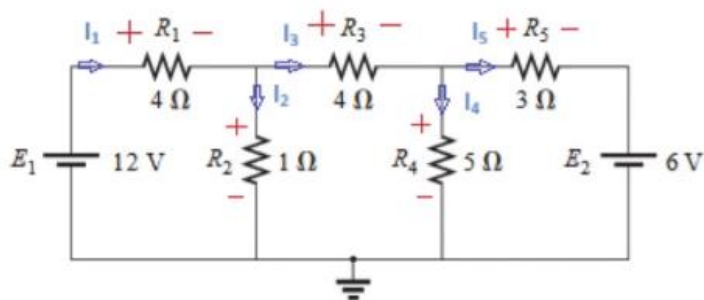 I₁ + R₁ − I₃ + R₃ − I₅ + R₅ −
4 Ω I₂ 4 Ω I₄ 3 Ω
+ +
E₁ 12 V R₂ 1 Ω R₄ 5 Ω E₂ 6 V
− −